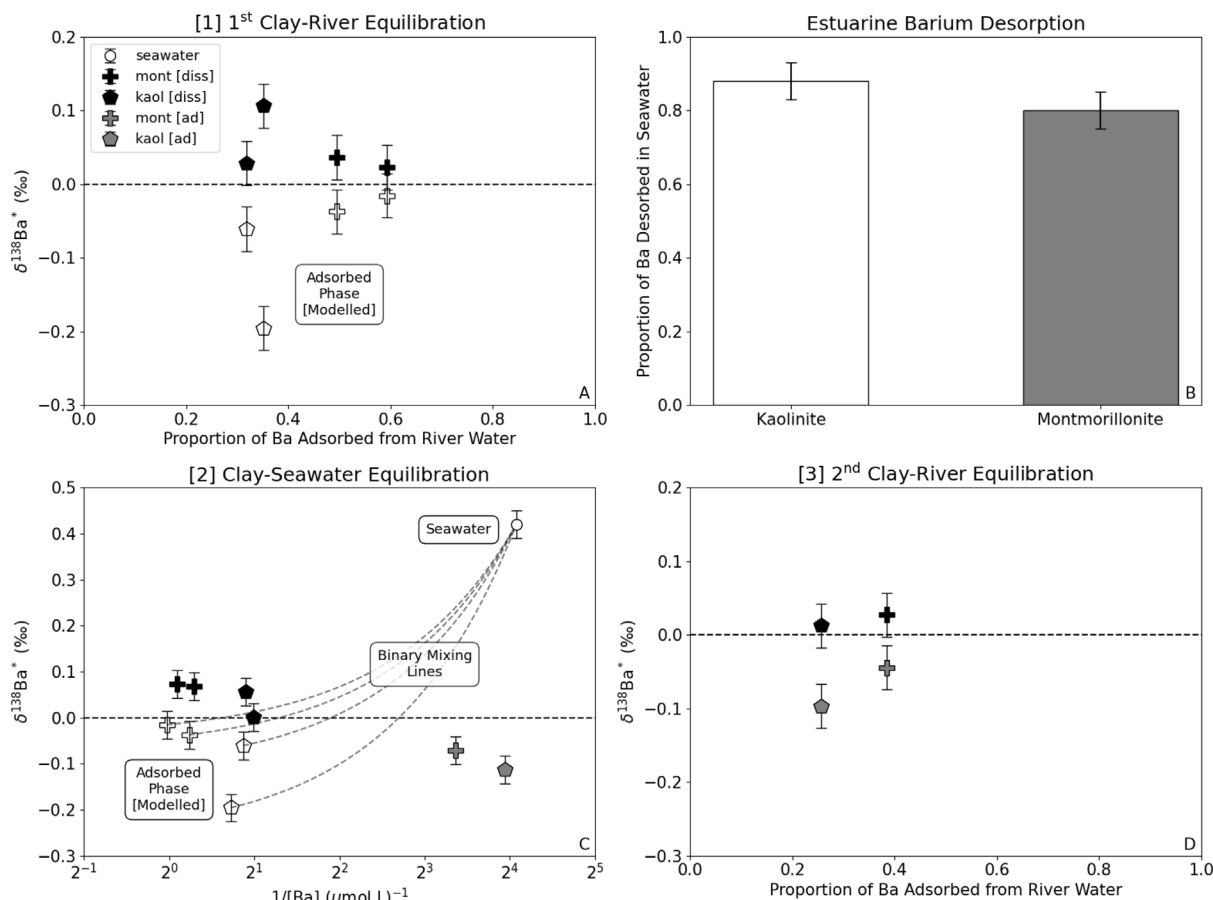 [1] 1st Clay-River Equilibration
0.2
0.1
0.0
−0.1
−0.2
−0.3
δ138Ba* (‰)
seawater
mont [diss]
kaol [diss]
mont [ad]
kaol [ad]
Adsorbed
Phase
[Modelled]
A
0.0 0.2 0.4 0.6 0.8 1.0
Proportion of Ba Adsorbed from River Water
Estuarine Barium Desorption
1.0
0.8
0.6
0.4
0.2
0.0
Proportion of Ba Desorbed in Seawater
B
Kaolinite Montmorillonite
[2] Clay-Seawater Equilibration
0.5
0.4
0.3
0.2
0.1
0.0
−0.1
−0.2
−0.3
δ138Ba* (‰)
Seawater
Binary Mixing
Lines
Adsorbed
Phase
[Modelled]
C
2−1 20 21 22 23 24 25
1/[Ba] (μmol L)−1
[3] 2nd Clay-River Equilibration
0.2
0.1
0.0
−0.1
−0.2
−0.3
δ138Ba* (‰)
D
0.0 0.2 0.4 0.6 0.8 1.0
Proportion of Ba Adsorbed from River Water